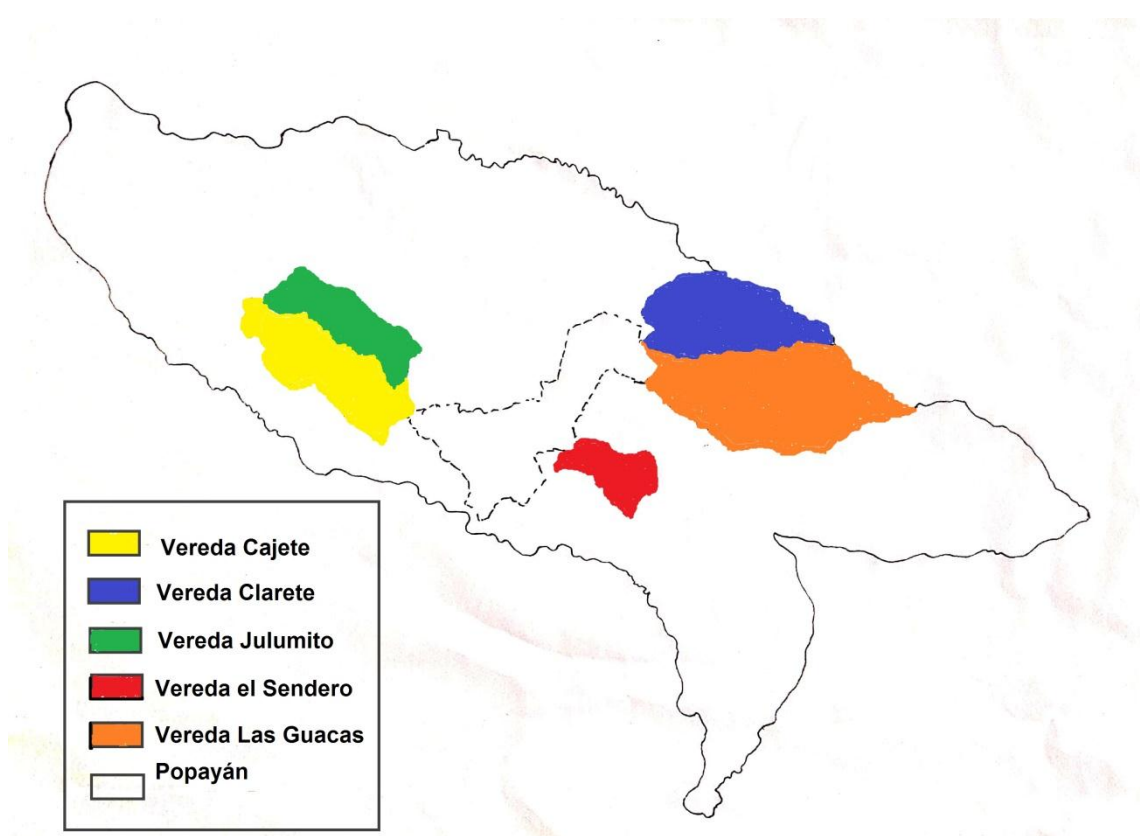 Vereda Cajete
Vereda Clarete
Vereda Julumito
Vereda el Sendero
Vereda Las Guacas
Popayán